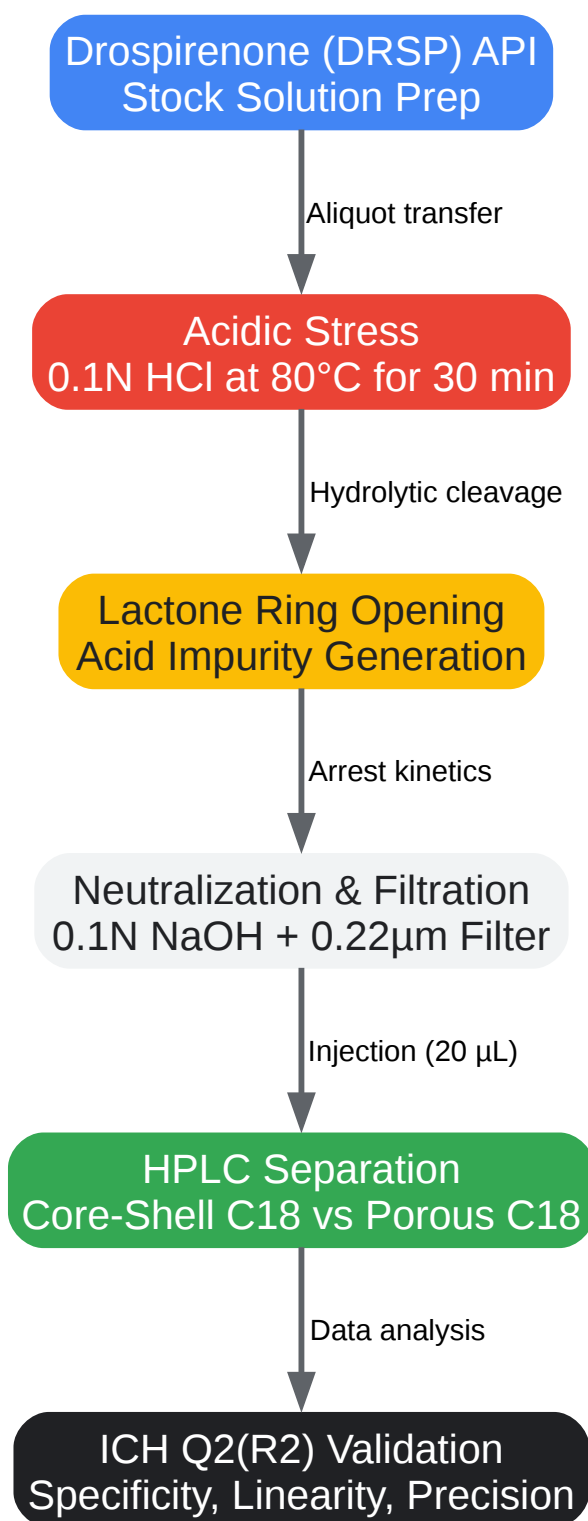 Drospirenone (DRSP) API
Stock Solution Prep
Aliquot transfer
Acidic Stress
0.1N HCl at 80°C for 30 min
Hydrolytic cleavage
Lactone Ring Opening
Acid Impurity Generation
Arrest kinetics
Neutralization & Filtration
0.1N NaOH + 0.22µm Filter
Injection (20 µL)
HPLC Separation
Core-Shell C18 vs Porous C18
Data analysis
ICH Q2(R2) Validation
Specificity, Linearity, Precision